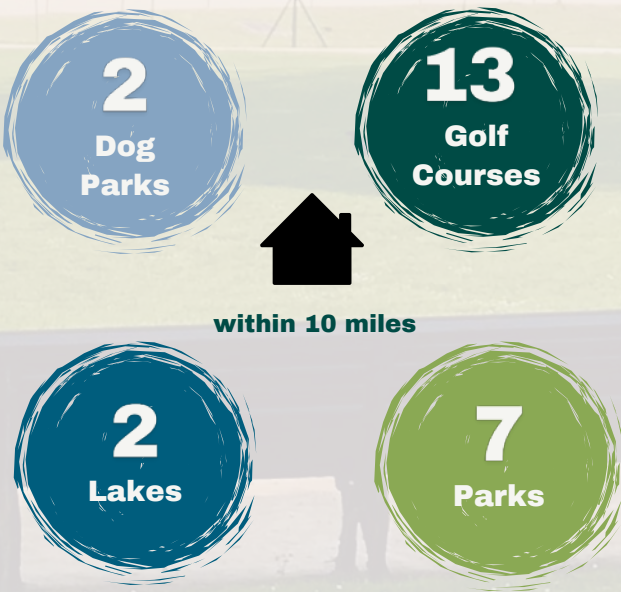 2
Dog
Parks
13
Golf
Courses
within 10 miles
2
Lakes
7
Parks